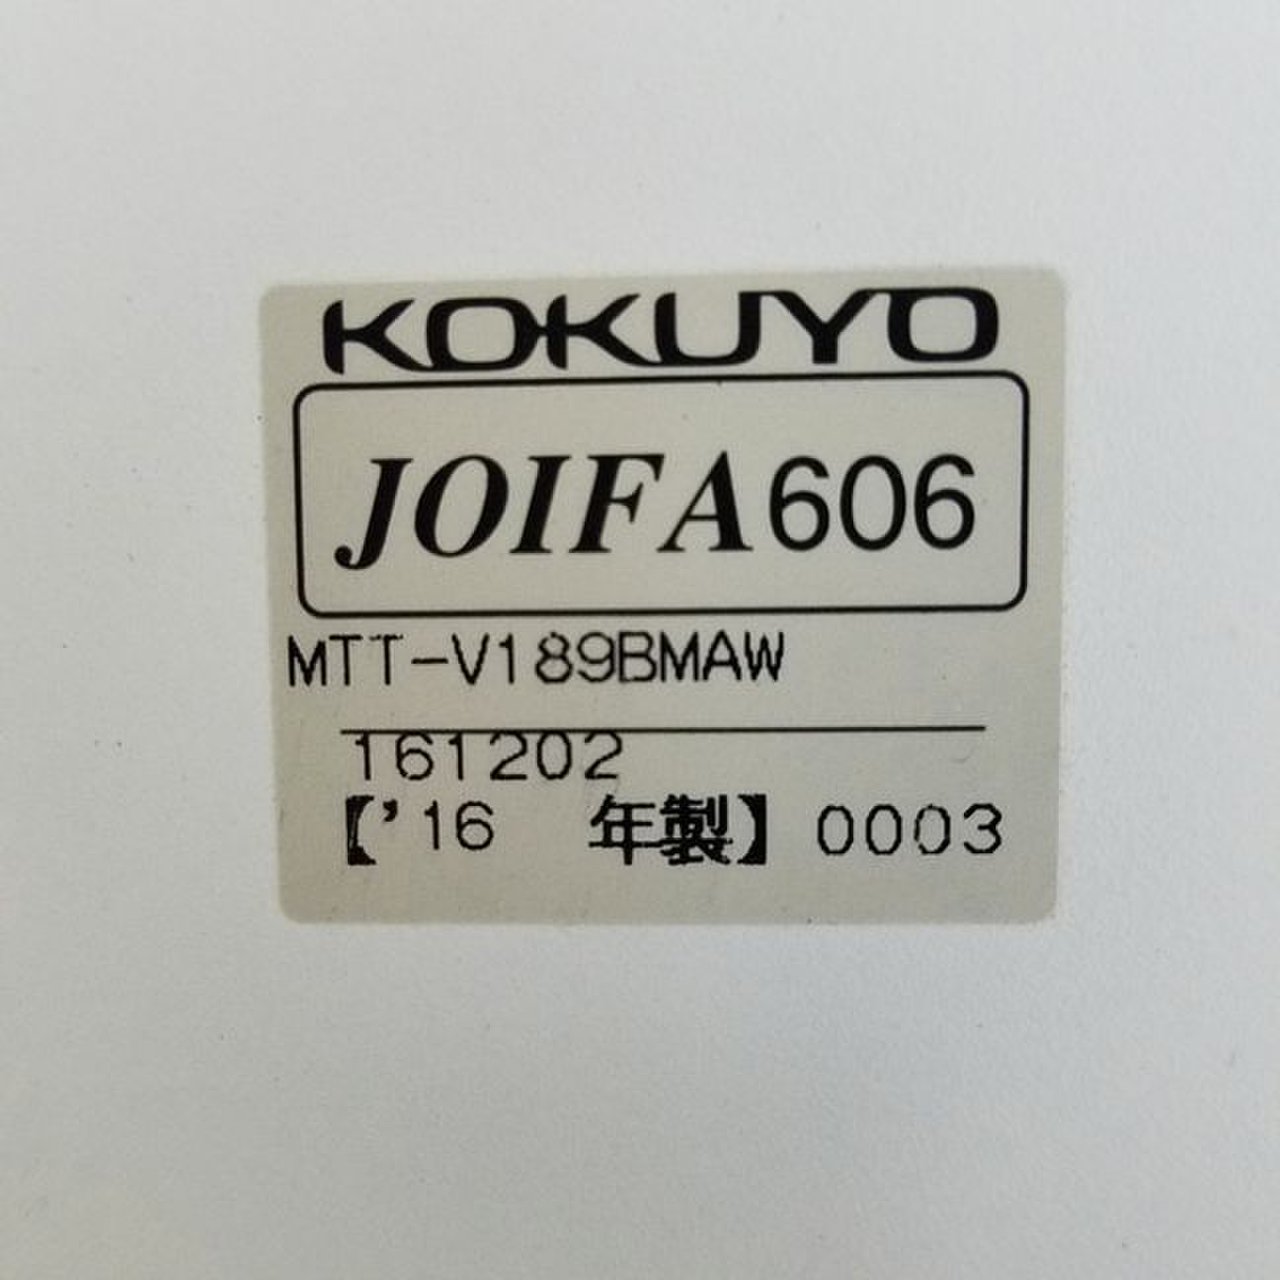 KOKUYO
JOIFA606
MTT-V189BMAW
161202
【'16 年製】0003